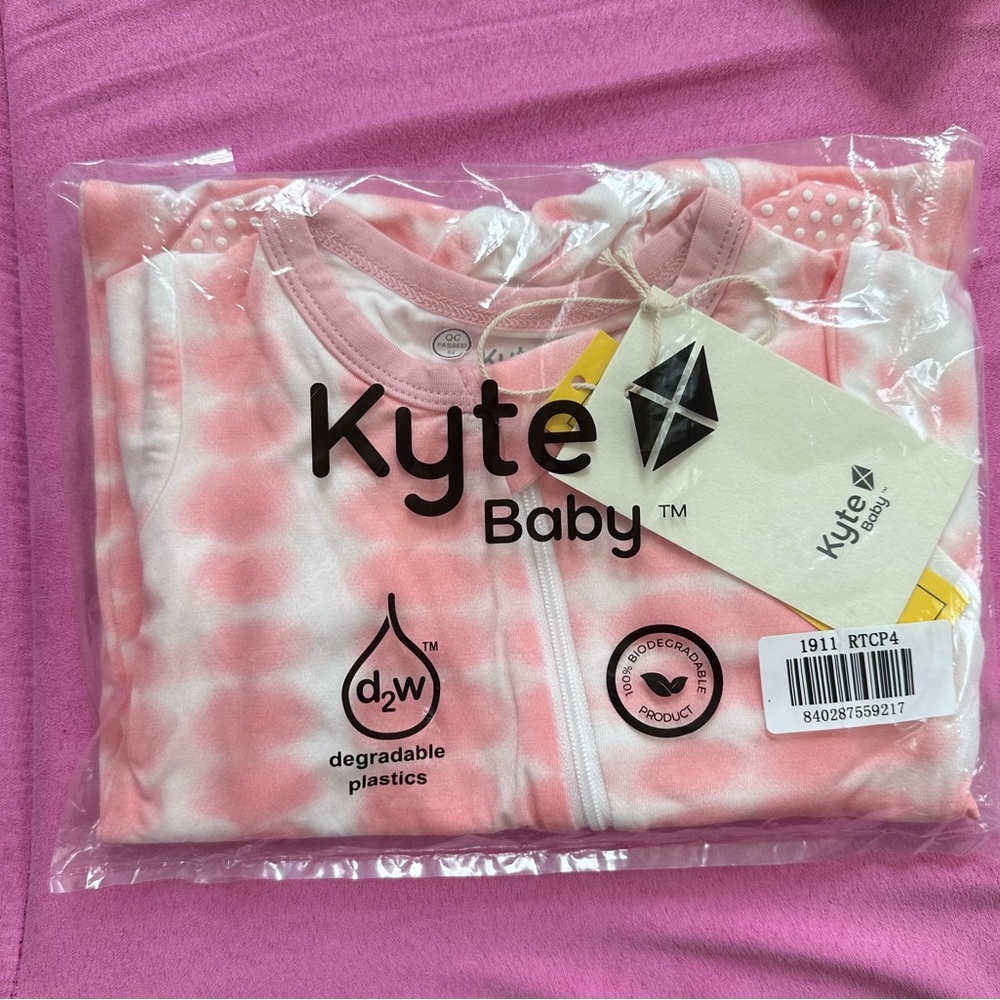 QC
PASSED
Kyte
Baby™
Kyte
Baby™
d2w™
degradable
plastics
100% BIODEGRADABLE
PRODUCT
1911 RTCP4
840287559217